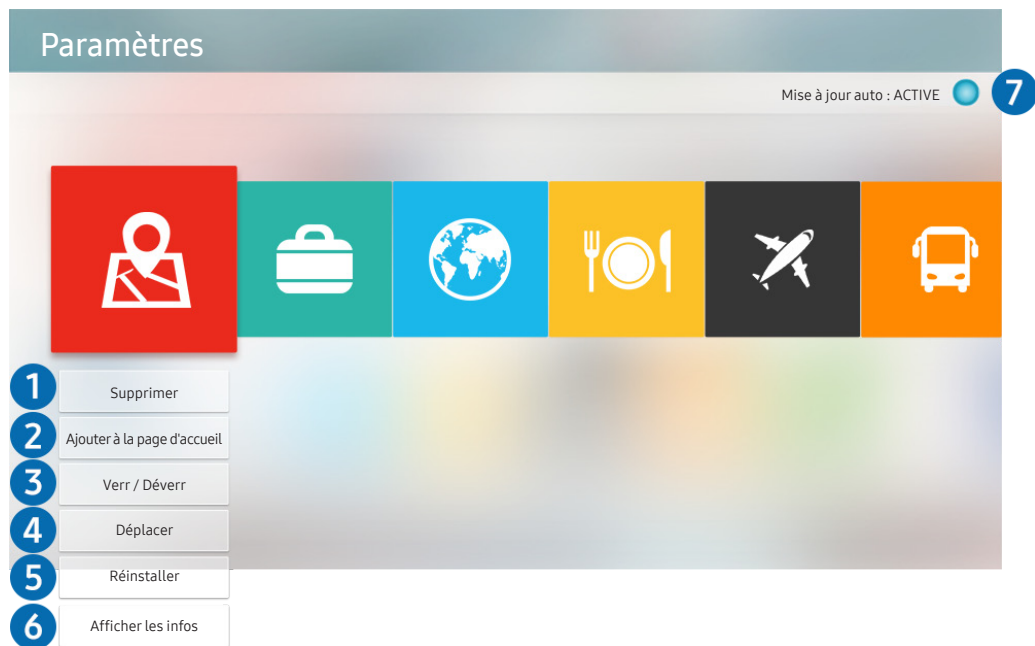 Paramètres
Mise à jour auto : ACTIVE
7
1
Supprimer
2
Ajouter à la page d'accueil
3
Verr / Déverr
4
Déplacer
5
Réinstaller
6
Afficher les infos